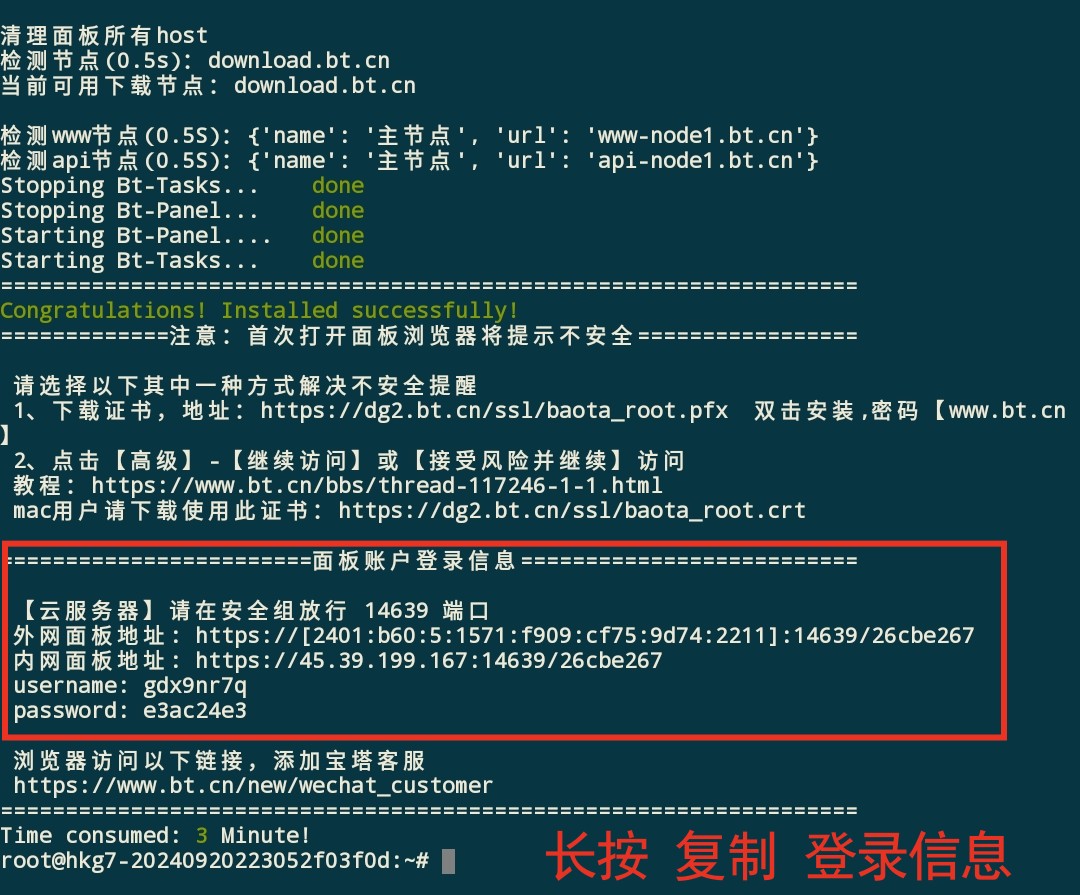 清理面板所有host
检测节点(0.5s): download.bt.cn
当前可用下载节点: download.bt.cn
检测www节点(0.5S): {'name': '主节点', 'url': 'www-node1.bt.cn'}
检测api节点(0.5S): {'name': '主节点', 'url': 'api-node1.bt.cn'}
Stopping Bt-Tasks... done
Stopping Bt-Panel... done
Starting Bt-Panel.... done
Starting Bt-Tasks... done
==================================================================
Congratulations! Installed successfully!
=============注意: 首次打开面板浏览器将提示不安全=================
请选择以下其中一种方式解决不安全提醒
1、下载证书，地址: https://dg2.bt.cn/ssl/baota_root.pfx 双击安装,密码【www.bt.cn
】
2、点击【高级】-【继续访问】或【接受风险并继续】访问
教程: https://www.bt.cn/bbs/thread-117246-1-1.html
mac用户请下载使用此证书: https://dg2.bt.cn/ssl/baota_root.crt
========================面板账户登录信息==========================
【云服务器】请在安全组放行 14639 端口
外网面板地址: https://[2401:b60:5:1571:f909:cf75:9d74:2211]:14639/26cbe267
内网面板地址: https://45.39.199.167:14639/26cbe267
username: gdx9nr7q
password: e3ac24e3
浏览器访问以下链接，添加宝塔客服
https://www.bt.cn/new/wechat_customer
==================================================================
Time consumed: 3 Minute!
root@hkg7-20240920223052f03f0d:~#
长按 复制 登录信息